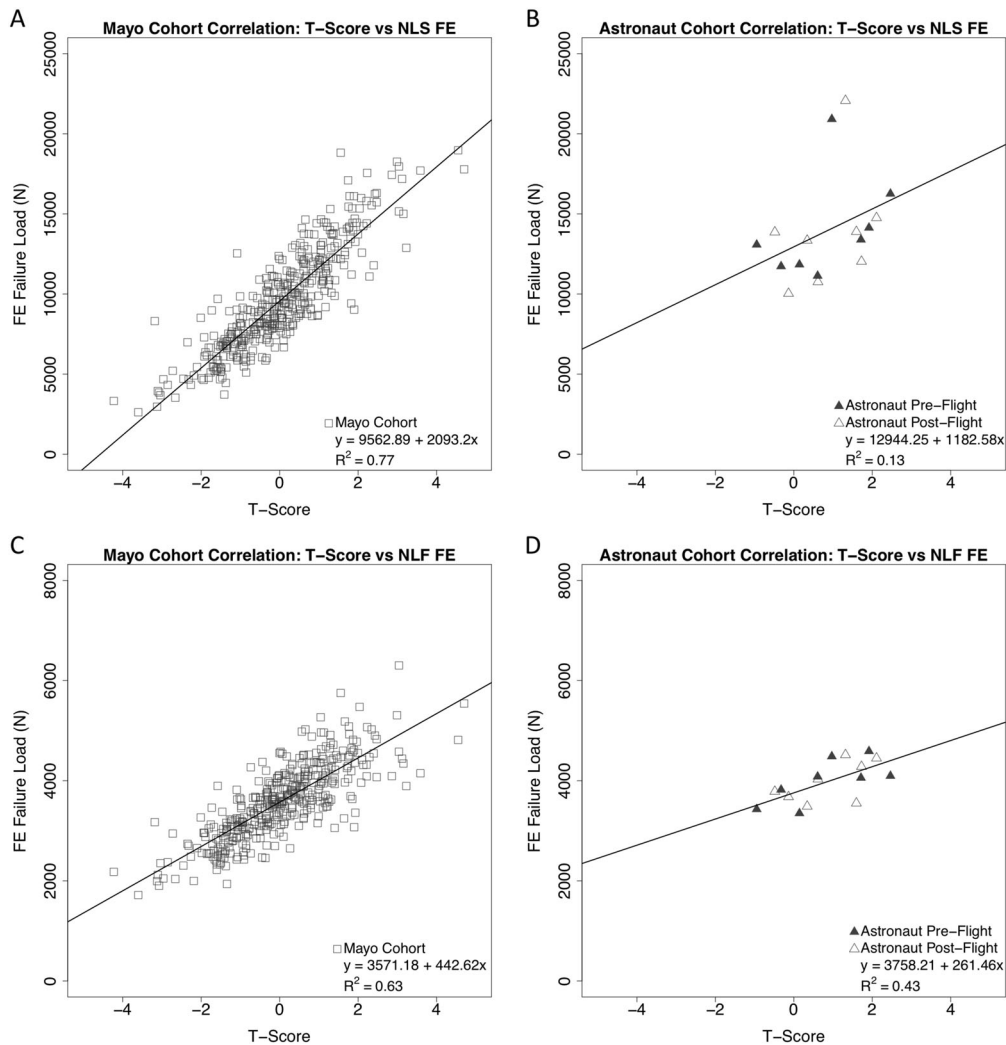 A
Mayo Cohort Correlation: T−Score vs NLS FE
FE Failure Load (N)
25000
20000
15000
10000
5000
0
□ Mayo Cohort
y = 9562.89 + 2093.2x
R² = 0.77
−4 −2 0 2 4
T−Score
B
Astronaut Cohort Correlation: T−Score vs NLS FE
FE Failure Load (N)
25000
20000
15000
10000
5000
0
▲ Astronaut Pre−Flight
△ Astronaut Post−Flight
y = 12944.25 + 1182.58x
R² = 0.13
−4 −2 0 2 4
T−Score
C
Mayo Cohort Correlation: T−Score vs NLF FE
FE Failure Load (N)
8000
6000
4000
2000
0
□ Mayo Cohort
y = 3571.18 + 442.62x
R² = 0.63
−4 −2 0 2 4
T−Score
D
Astronaut Cohort Correlation: T−Score vs NLF FE
FE Failure Load (N)
8000
6000
4000
2000
0
▲ Astronaut Pre−Flight
△ Astronaut Post−Flight
y = 3758.21 + 261.46x
R² = 0.43
−4 −2 0 2 4
T−Score